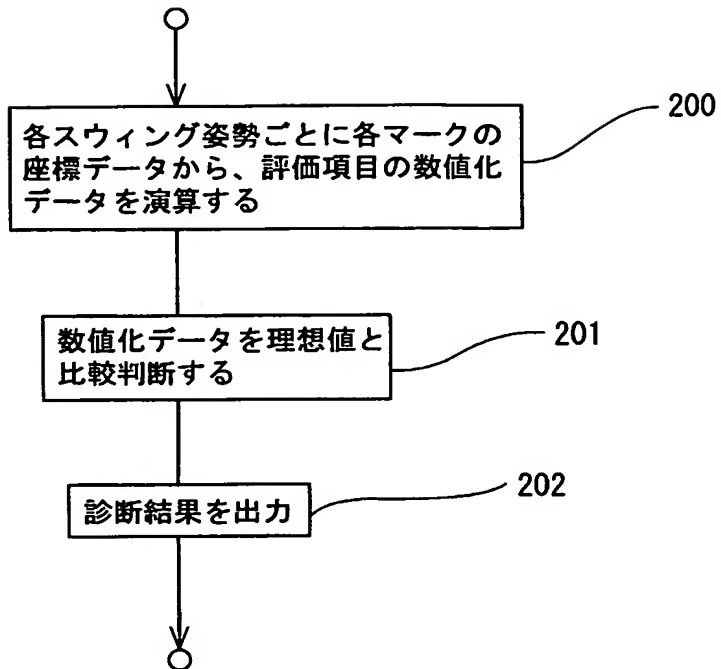 各スウィング姿勢ごとに各マークの
座標データから、評価項目の数値化
データを演算する
200
数値化データを理想値と
比較判断する
201
診断結果を出力
202